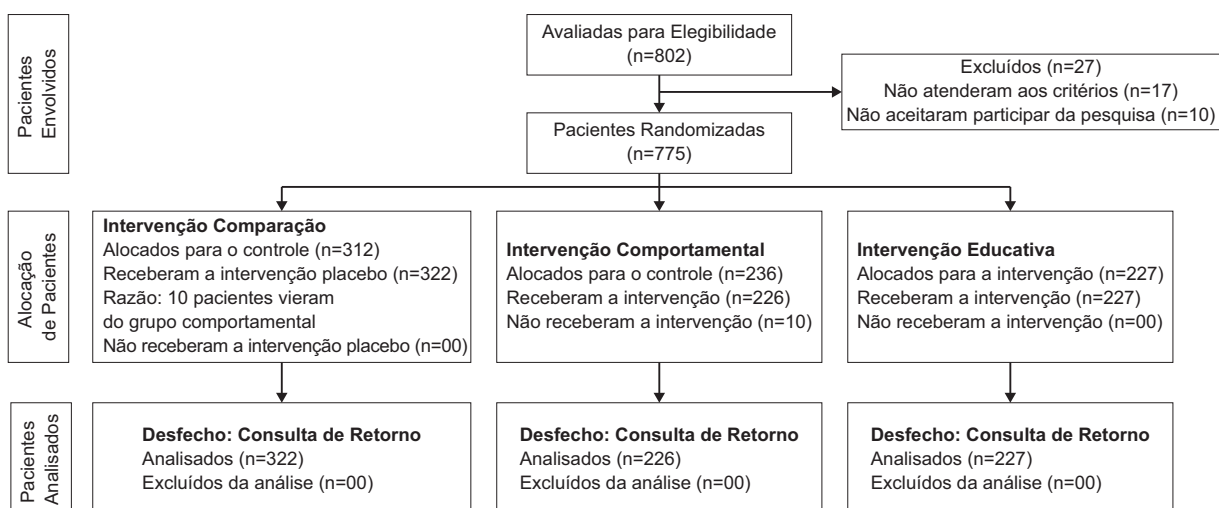 Pacientes
Envolvidos
Avaliadas para Elegibilidade
(n=802)
Excluídos (n=27)
Não atenderam aos critérios (n=17)
Não aceitaram participar da pesquisa (n=10)
Pacientes Randomizadas
(n=775)
Alocação
de Pacientes
Intervenção Comparação
Alocados para o controle (n=312)
Receberam a intervenção placebo (n=322)
Razão: 10 pacientes vieram
do grupo comportamental
Não receberam a intervenção placebo (n=00)
Intervenção Comportamental
Alocados para o controle (n=236)
Receberam a intervenção (n=226)
Não receberam a intervenção (n=10)
Intervenção Educativa
Alocados para a intervenção (n=227)
Receberam a intervenção (n=227)
Não receberam a intervenção (n=00)
Pacientes
Analisados
Desfecho: Consulta de Retorno
Analisados (n=322)
Excluídos da análise (n=00)
Desfecho: Consulta de Retorno
Analisados (n=226)
Excluídos da análise (n=00)
Desfecho: Consulta de Retorno
Analisados (n=227)
Excluídos da análise (n=00)